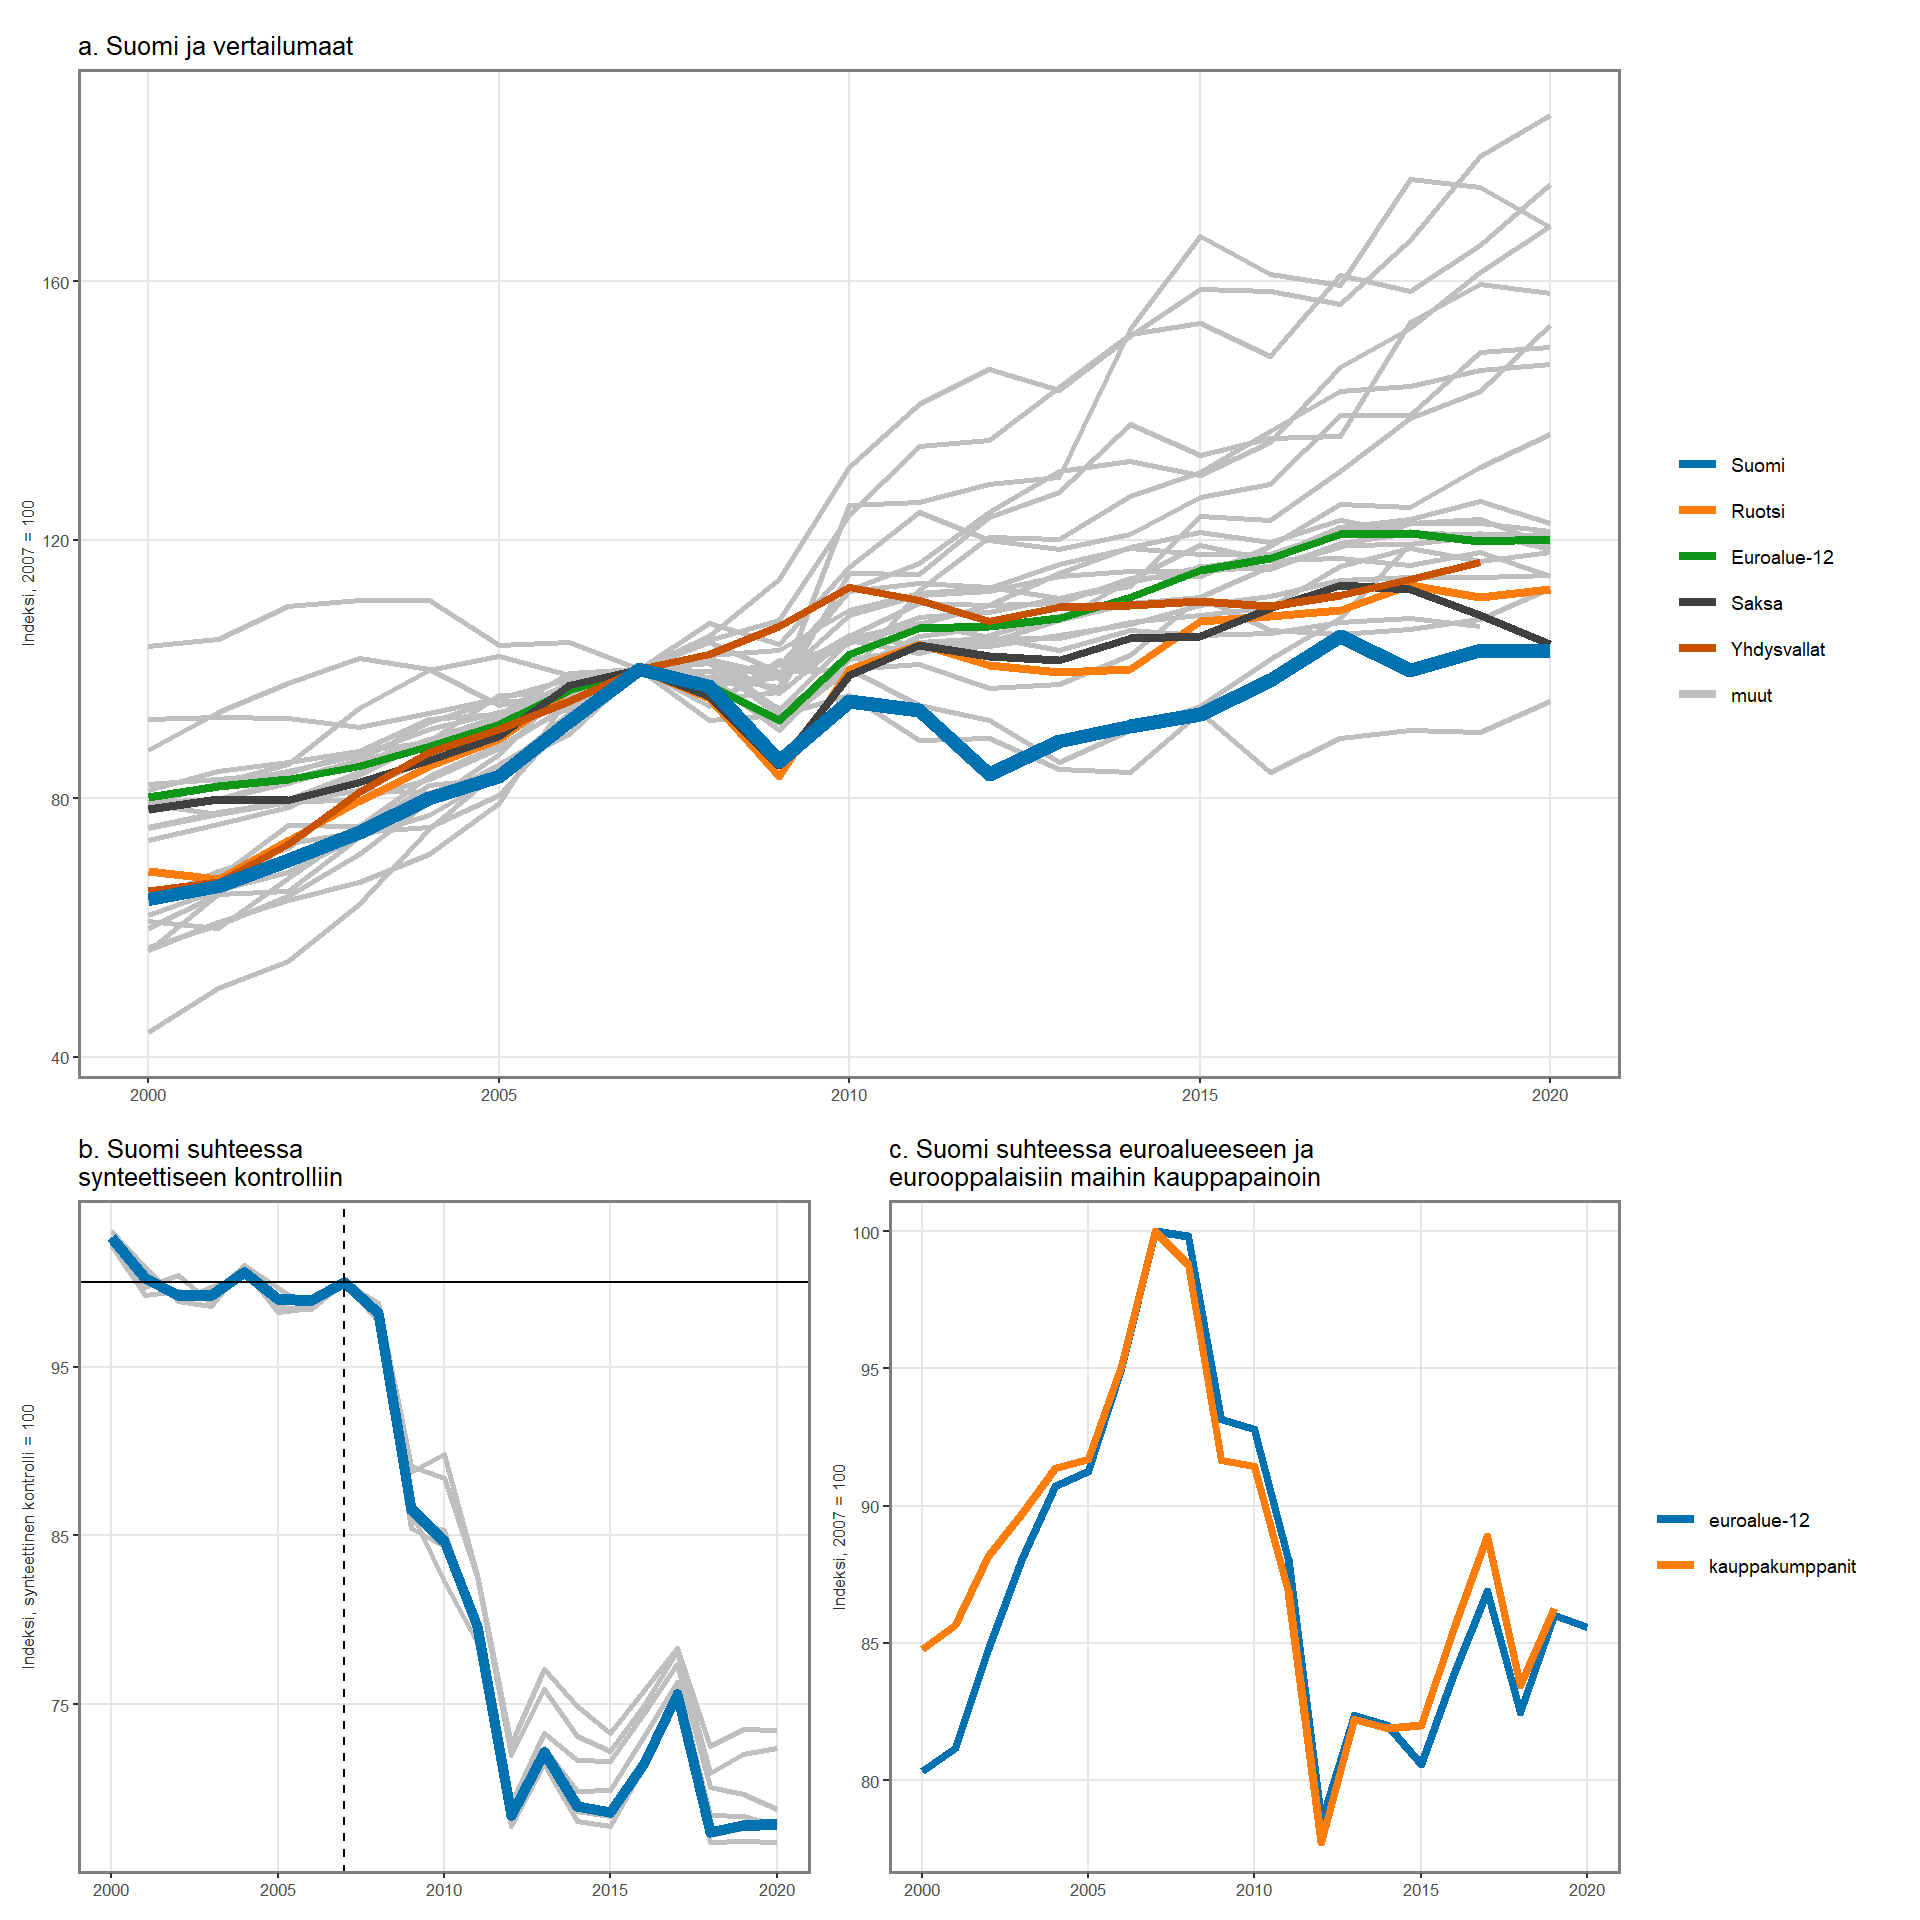 a. Suomi ja vertailumaat
Indeksi, 2007 = 100
160
120
80
40
2000
2005
2010
2015
2020
Suomi
Ruotsi
Euroalue-12
Saksa
Yhdysvallat
muut
b. Suomi suhteessa
synteettiseen kontrolliin
Indeksi, synteettinen kontrolli = 100
95
85
75
2000
2005
2010
2015
2020
c. Suomi suhteessa euroalueeseen ja
eurooppalaisiin maihin kauppapainoin
Indeksi, 2007 = 100
100
95
90
85
80
2000
2005
2010
2015
2020
euroalue-12
kauppakumppanit